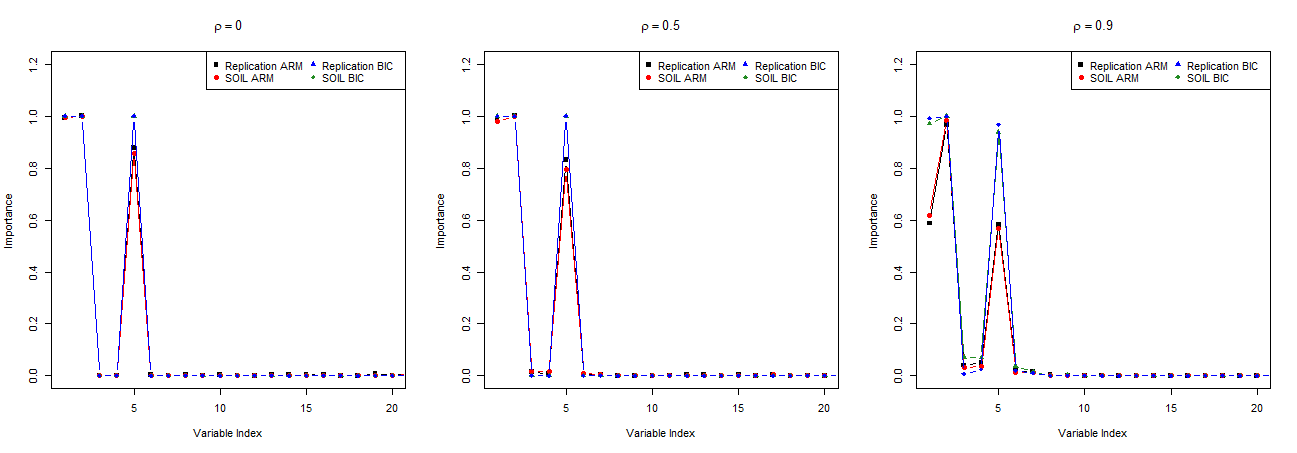 ρ = 0
Replication ARM Replication BIC
SOIL ARM SOIL BIC
Importance
0.0 0.2 0.4 0.6 0.8 1.0 1.2
5 10 15 20
Variable Index
ρ = 0.5
Replication ARM Replication BIC
SOIL ARM SOIL BIC
Importance
0.0 0.2 0.4 0.6 0.8 1.0 1.2
5 10 15 20
Variable Index
ρ = 0.9
Replication ARM Replication BIC
SOIL ARM SOIL BIC
Importance
0.0 0.2 0.4 0.6 0.8 1.0 1.2
5 10 15 20
Variable Index